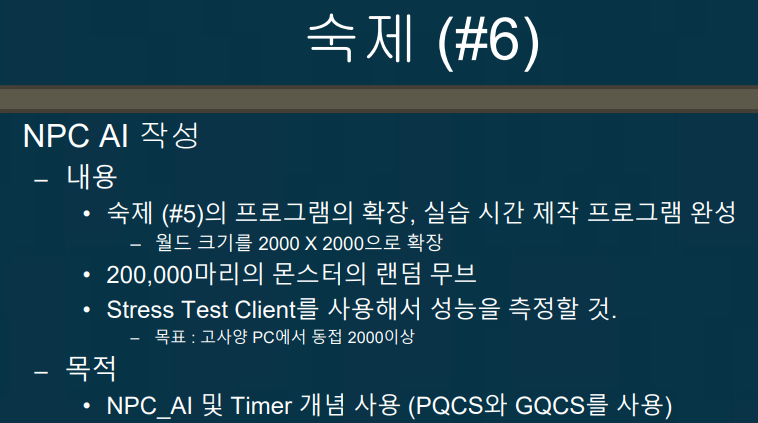 숙제 (#6)
NPC AI 작성
– 내용
• 숙제 (#5)의 프로그램의 확장, 실습 시간 제작 프로그램 완성
– 월드 크기를 2000 X 2000으로 확장
• 200,000마리의 몬스터의 랜덤 무브
• Stress Test Client를 사용해서 성능을 측정할 것.
– 목표 : 고사양 PC에서 동접 2000이상
– 목적
• NPC_AI 및 Timer 개념 사용 (PQCS와 GQCS를 사용)